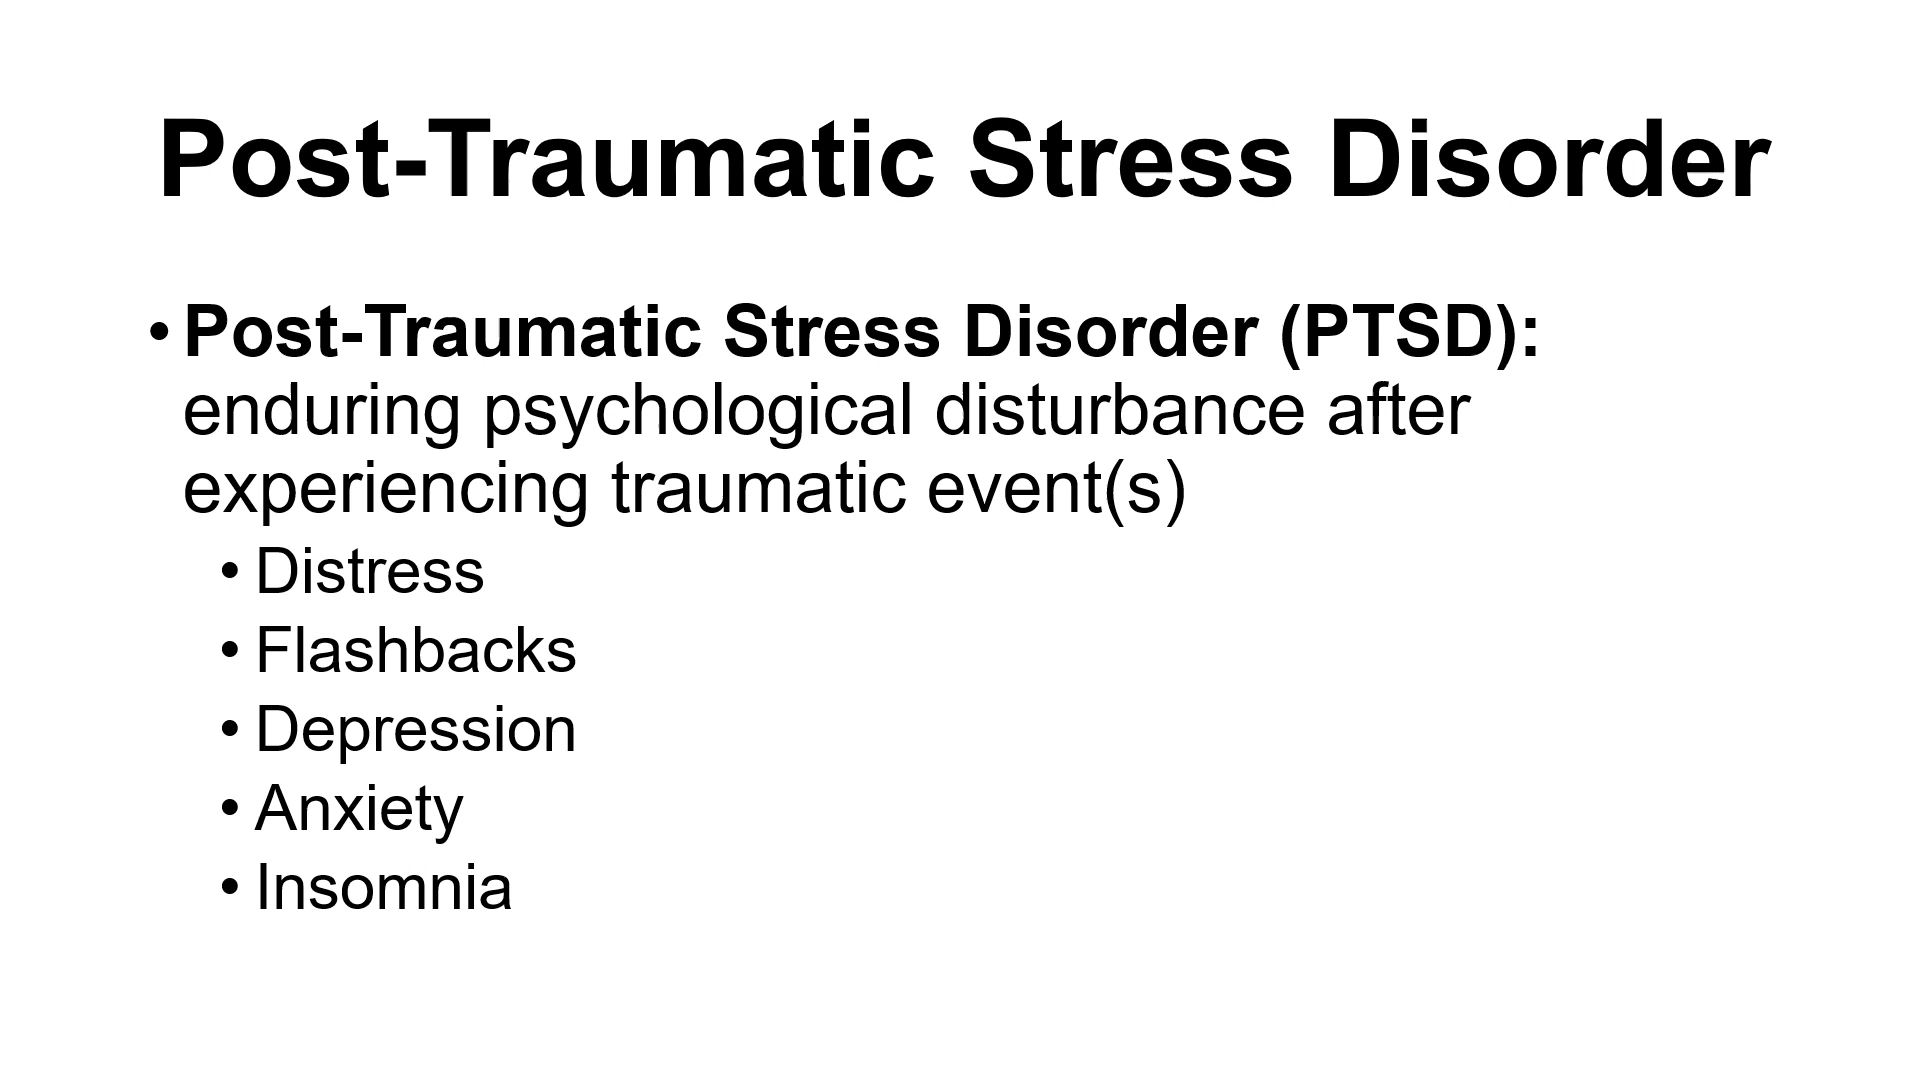 Post-Traumatic Stress Disorder
• Post-Traumatic Stress Disorder (PTSD):
enduring psychological disturbance after
experiencing traumatic event(s)
• Distress
• Flashbacks
• Depression
• Anxiety
• Insomnia